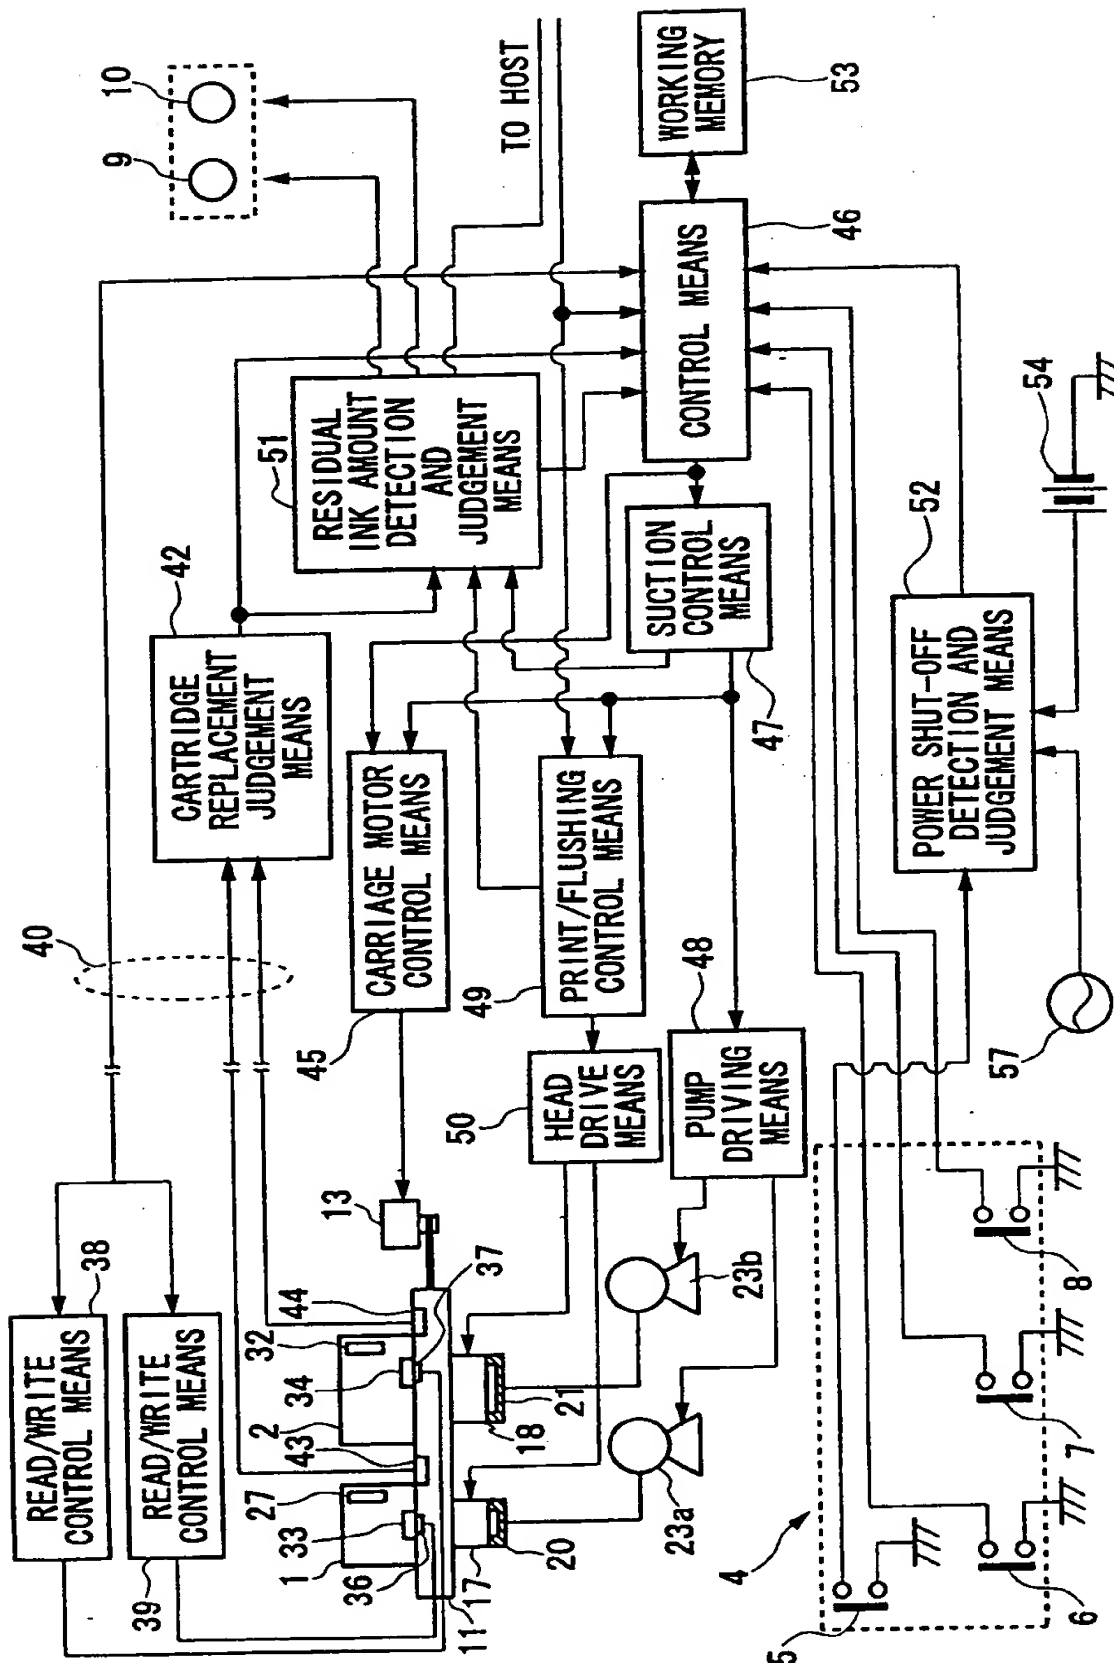 READ/WRITE
CONTROL MEANS
38
READ/WRITE
CONTROL MEANS
39
40
CARTRIDGE
REPLACEMENT
JUDGEMENT
MEANS
42
9
10
RESIDUAL
INK AMOUNT
DETECTION
AND
JUDGEMENT
MEANS
51
TO HOST
CARRIAGE MOTOR
CONTROL MEANS
45
PRINT/FLUSHING
CONTROL MEANS
49
HEAD
DRIVE
MEANS
50
SUCTION
CONTROL
MEANS
47
CONTROL MEANS
46
WORKING
MEMORY
53
PUMP
DRIVING
MEANS
48
POWER SHUT-OFF
DETECTION AND
JUDGEMENT MEANS
52
54
57
13
37
44
32
34
2
43
27
33
1
36
11
17
20
18
21
23a
23b
4
5
6
7
8